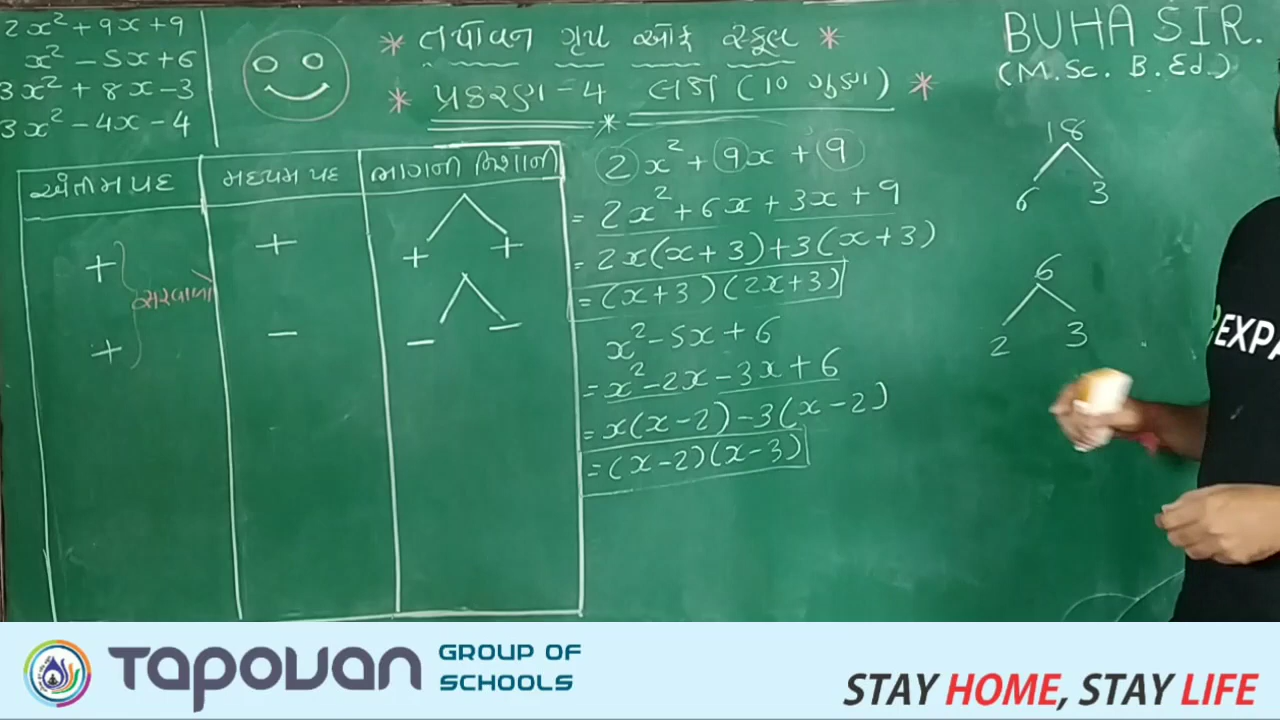 2x² + 9x + 9
x² - 5x + 6
3x² + 8x - 3
3x² - 4x - 4
* તપોવન ગૃપ ઓફ સ્કૂલ *
* પ્રકરણ - 4 લક્ષ (10 ગુણ) *
BUHA SIR.
(M.Sc. B.Ed.)
અંતિમ પદ મધ્યમ પદ ભાગની નિશાની
+ + + +
સરવાળો
+ - - -
2x² + 9x + 9
= 2x² + 6x + 3x + 9
= 2x(x + 3) + 3(x + 3)
= (x + 3)(2x + 3)
x² - 5x + 6
= x² - 2x - 3x + 6
= x(x - 2) - 3(x - 2)
= (x - 2)(x - 3)
18
6 3
6
2 3
EXPA
TAPOVAN GROUP OF SCHOOLS
STAY HOME, STAY LIFE